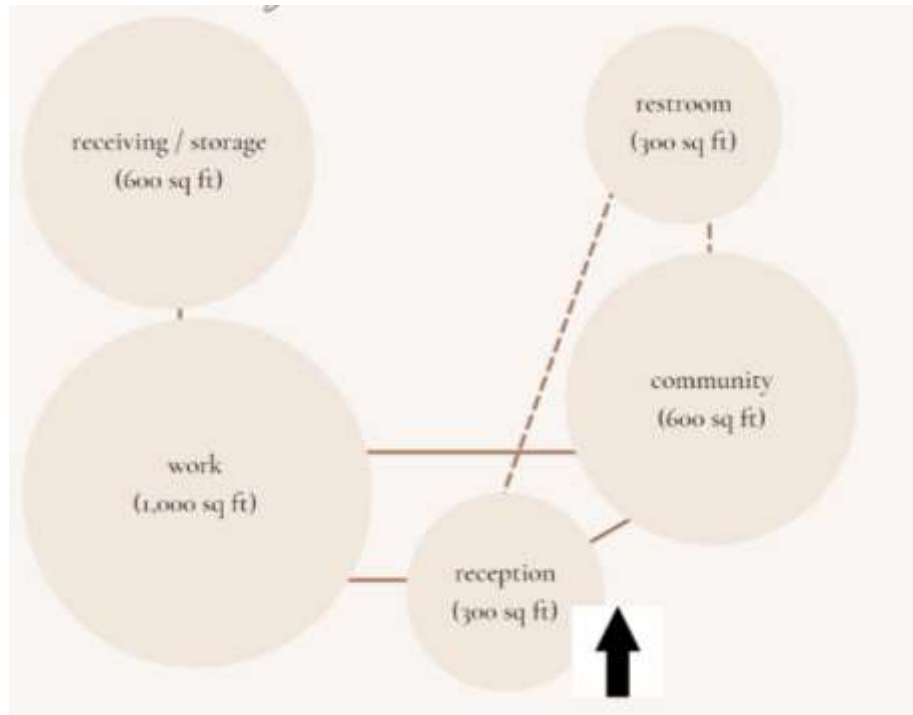 receiving / storage
(600 sq ft)
restroom
(300 sq ft)
community
(600 sq ft)
work
(1,000 sq ft)
reception
(300 sq ft)